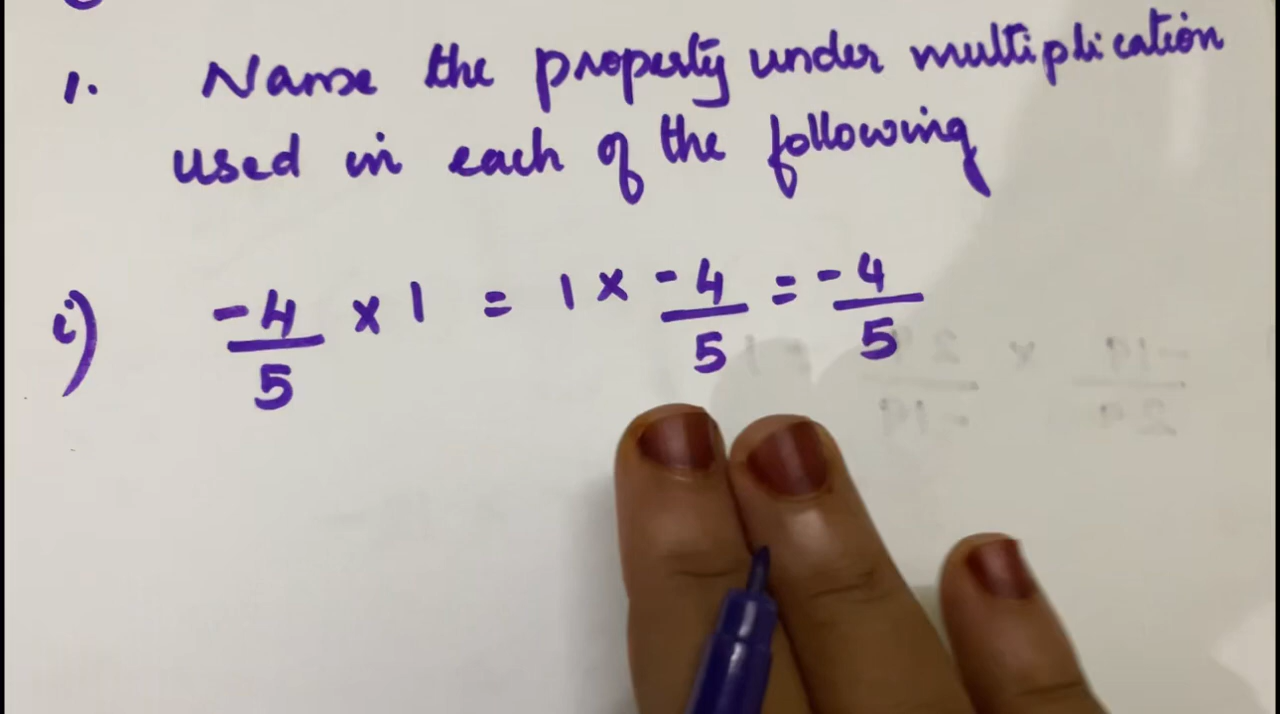 1. Name the property under multiplication
used in each of the following
i) -4/5 x 1 = 1 x -4/5 = -4/5